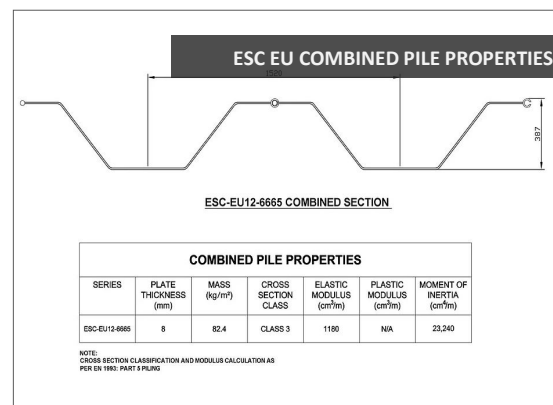 ESC EU COMBINED PILE PROPERTIES
1520
387
ESC-EU12-6665 COMBINED SECTION
COMBINED PILE PROPERTIES
SERIES PLATE THICKNESS (mm) MASS (kg/m²) CROSS SECTION CLASS ELASTIC MODULUS (cm³/m) PLASTIC MODULUS (cm³/m) MOMENT OF INERTIA (cm⁴/m)
ESC-EU12-6665 8 82.4 CLASS 3 1180 N/A 23,240
NOTE:
CROSS SECTION CLASSIFICATION AND MODULUS CALCULATION AS
PER EN 1993: PART 5 PILING